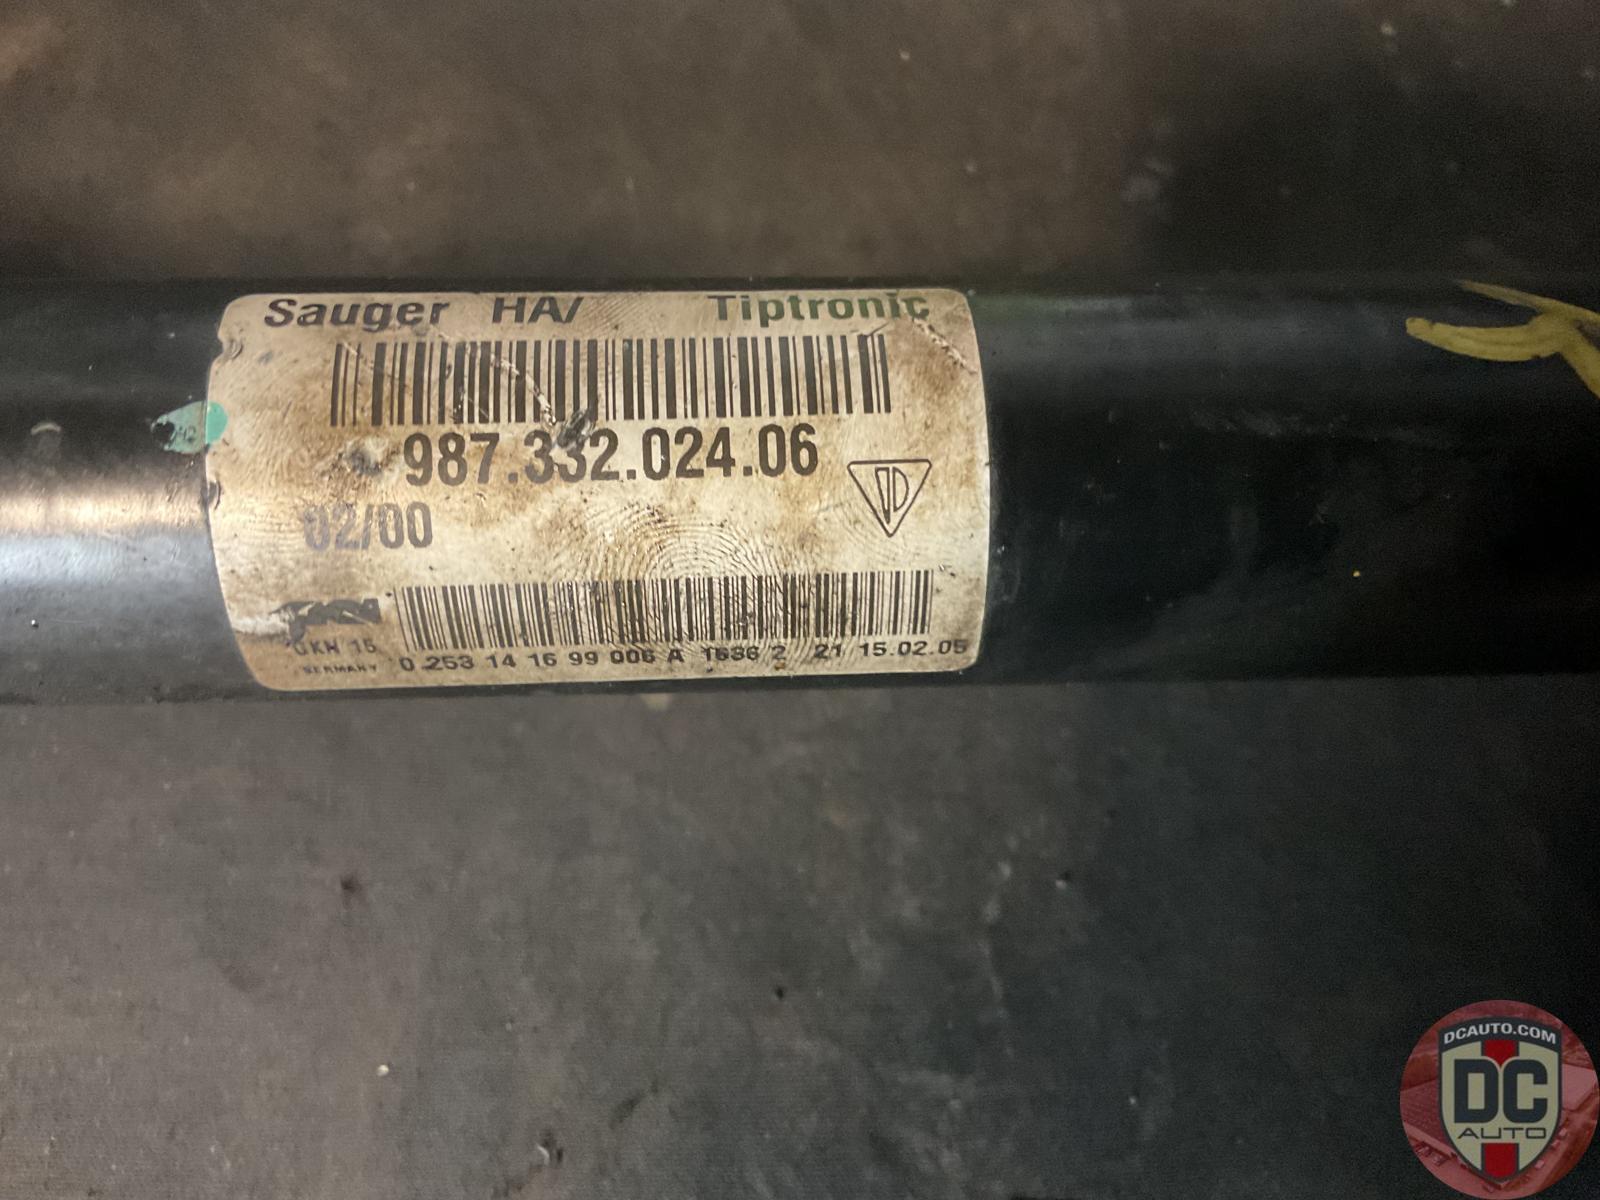 Sauger HA/ Tiptronic
987.332.024.06
02/00
GKN 15
GERMANY
0 253 14 16 99 006 A 1636 2 21 15.02.05
DCAUTO.COM
DC
AUTO